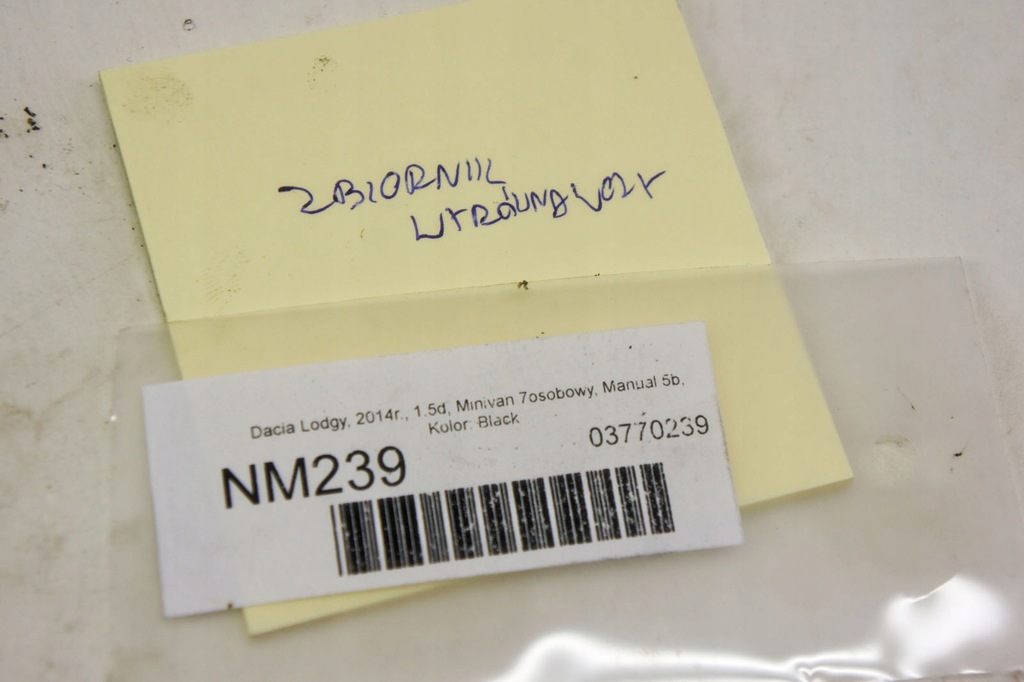 ZBIORNIK
WYRÓWNAWCZY
Dacia Lodgy, 2014r., 1.5d, Minivan 7osobowy, Manual 5b,
Kolor: Black
NM239
03770239